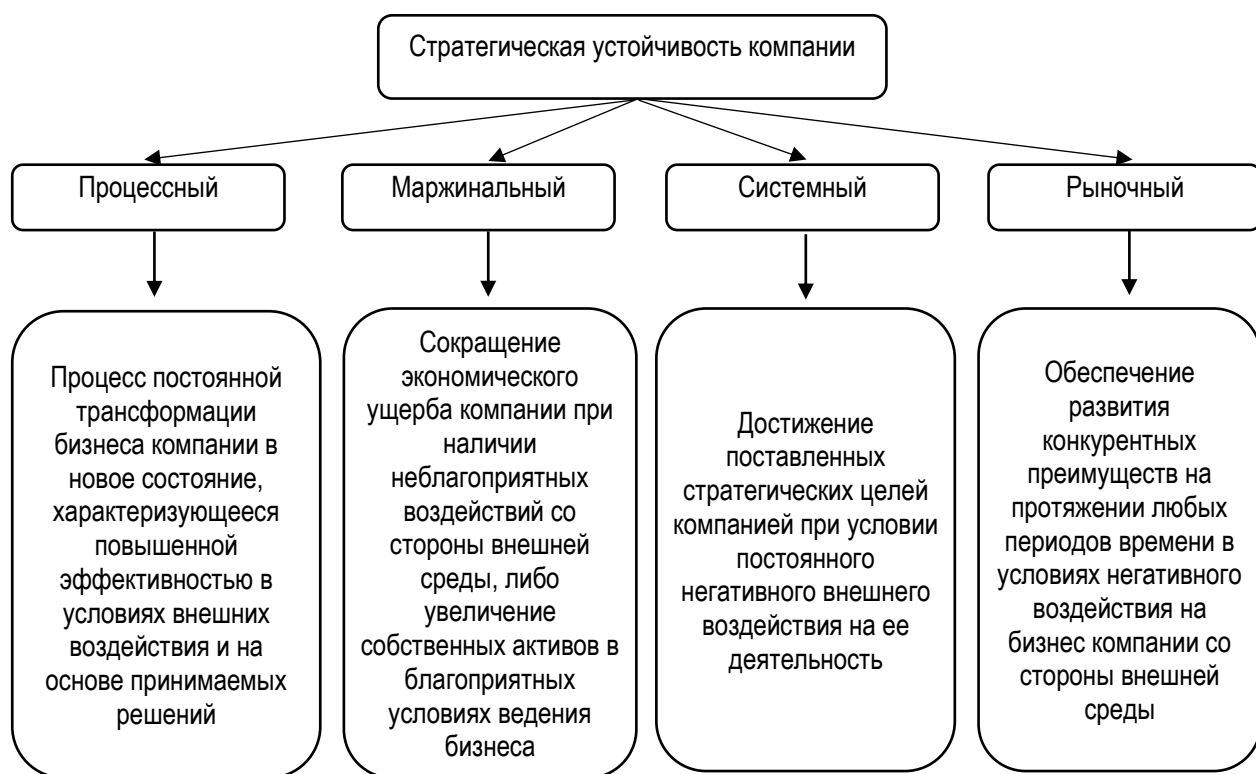 Стратегическая устойчивость компании
Процессный
Маржинальный
Системный
Рыночный
Процесс постоянной
трансформации
бизнеса компании в
новое состояние,
характеризующееся
повышенной
эффективностью в
условиях внешних
воздействия и на
основе принимаемых
решений
Сокращение
экономического
ущерба компании при
наличии
неблагоприятных
воздействий со
стороны внешней
среды, либо
увеличение
собственных активов в
благоприятных
условиях ведения
бизнеса
Достижение
поставленных
стратегических целей
компанией при условии
постоянного
негативного внешнего
воздействия на ее
деятельность
Обеспечение
развития
конкурентных
преимуществ на
протяжении любых
периодов времени в
условиях негативного
воздействия на
бизнес компании со
стороны внешней
среды